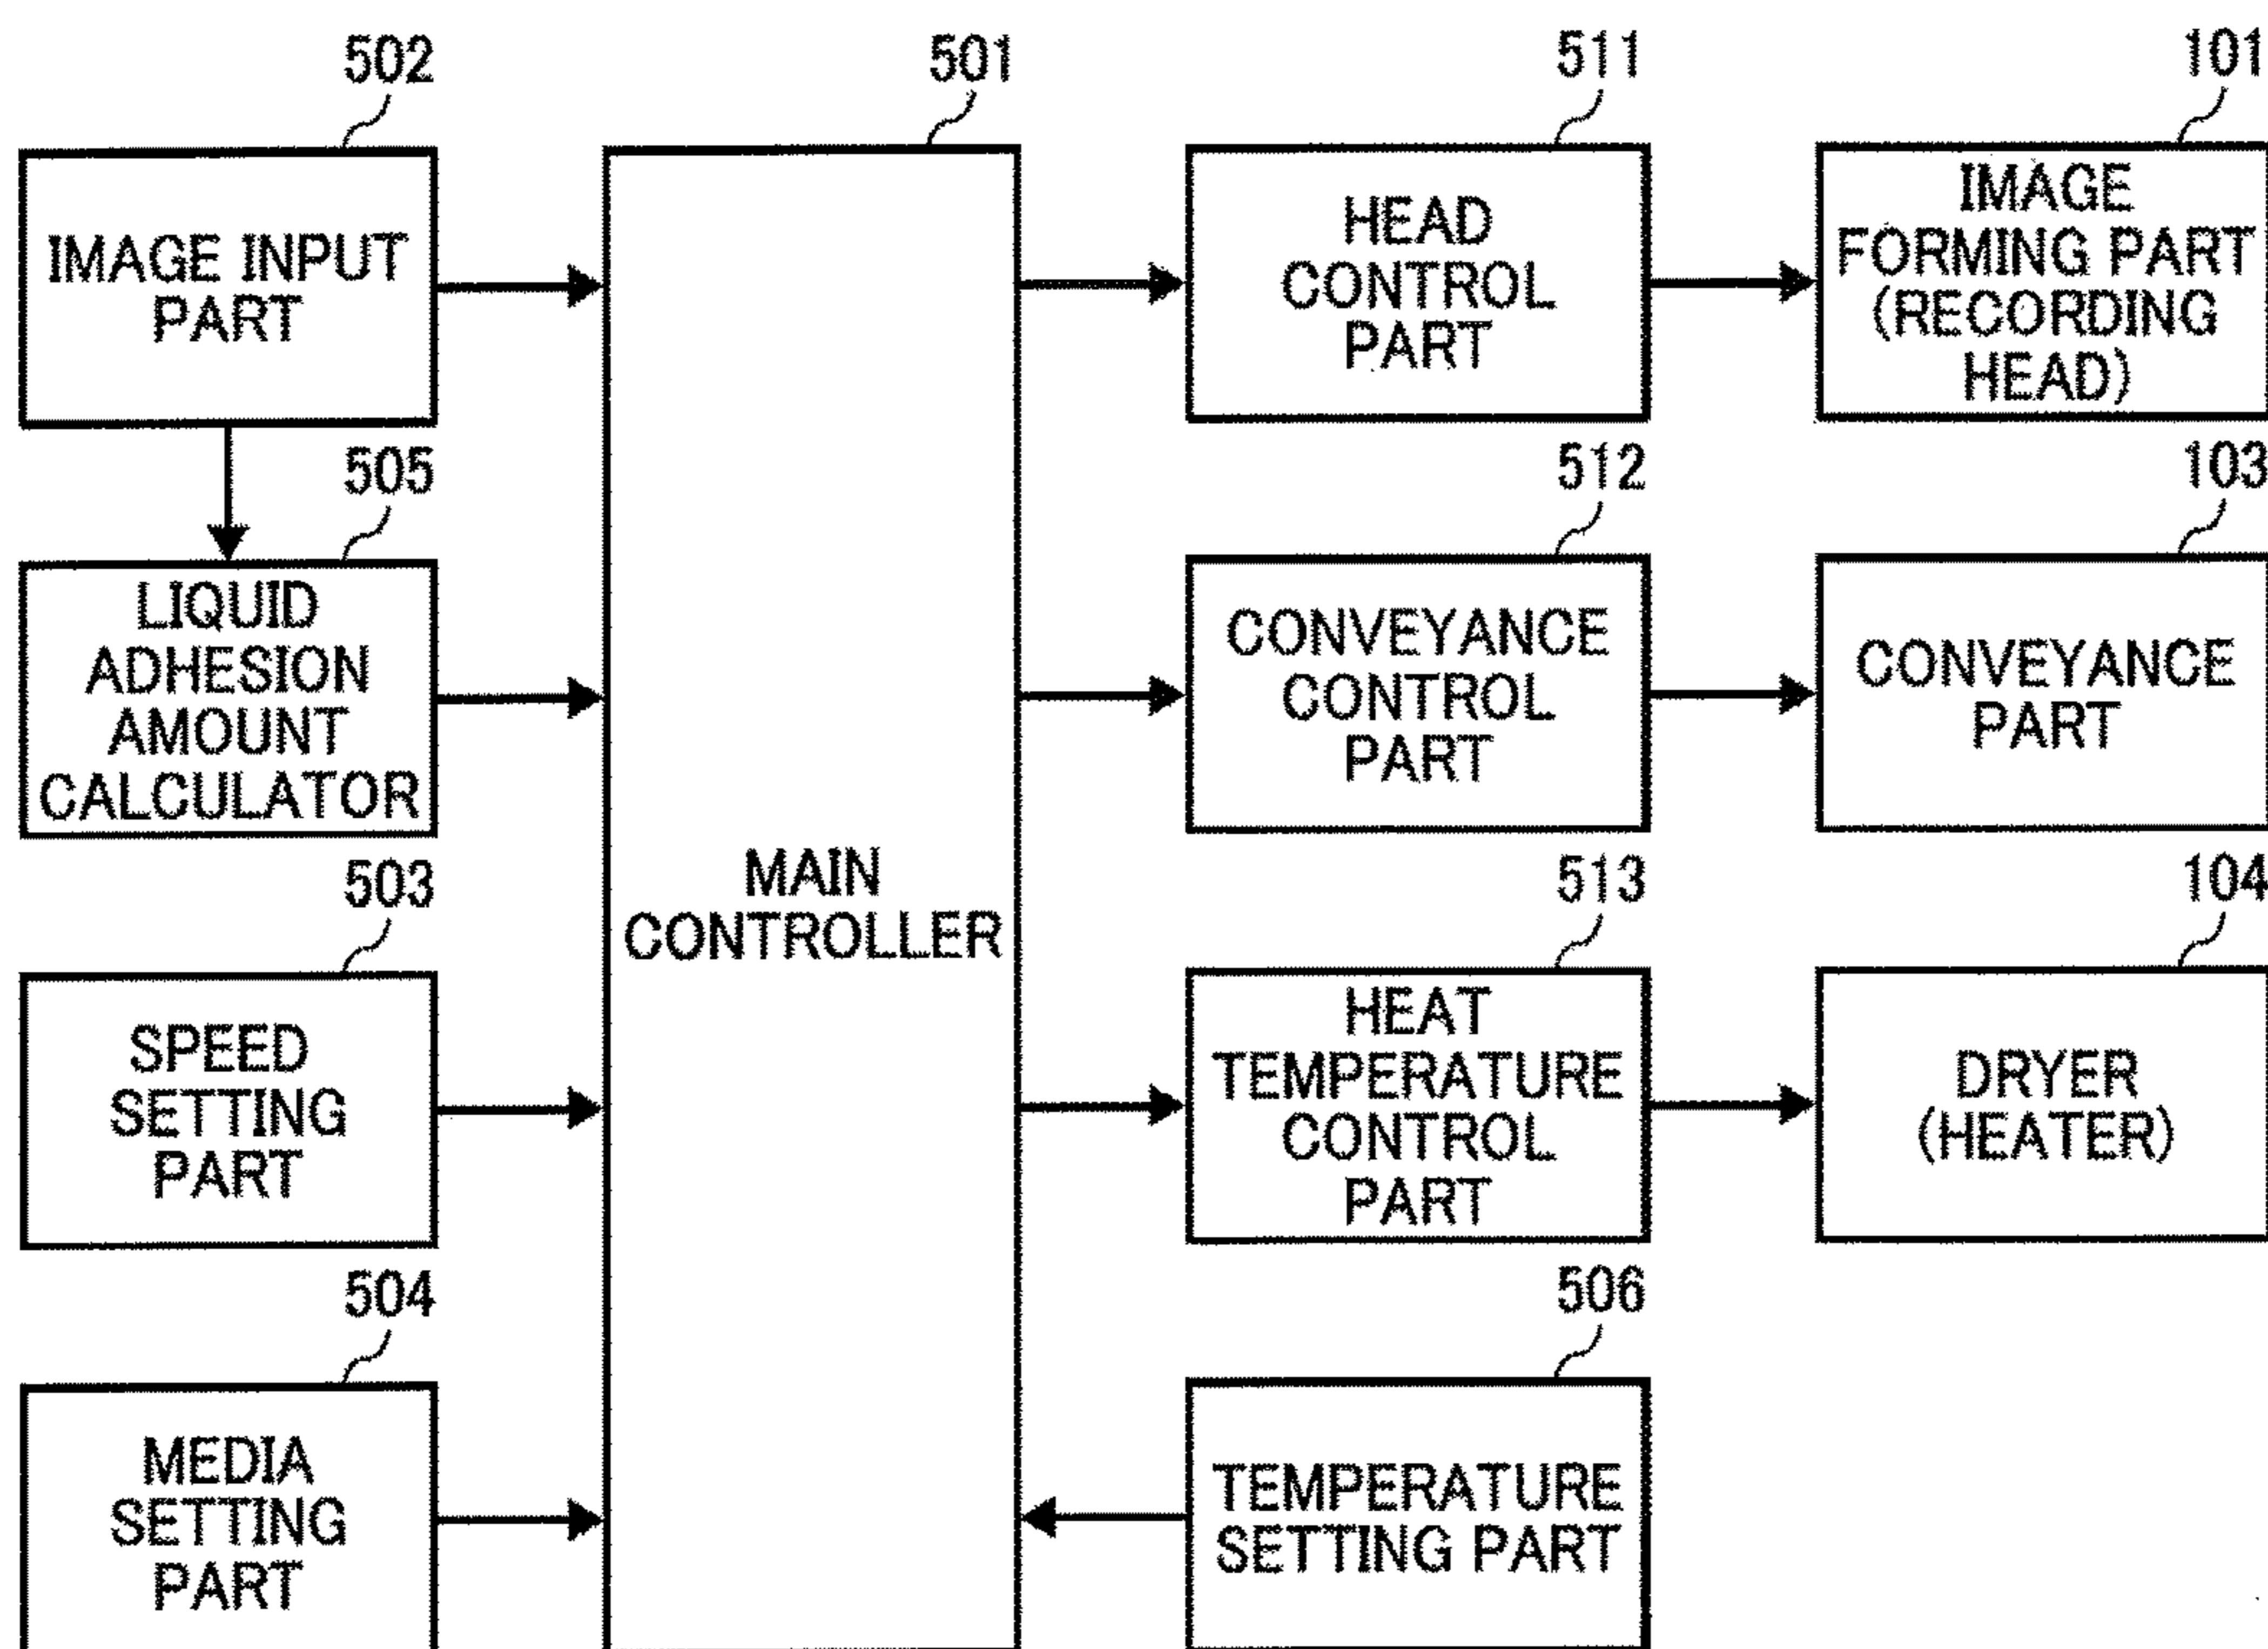 502
501
511
101
IMAGE INPUT
PART
HEAD
CONTROL
PART
IMAGE
FORMING PART
(RECORDING
HEAD)
505
512
103
LIQUID
ADHESION
AMOUNT
CALCULATOR
MAIN
CONTROLLER
CONVEYANCE
CONTROL
PART
CONVEYANCE
PART
503
513
104
SPEED
SETTING
PART
HEAT
TEMPERATURE
CONTROL
PART
DRYER
(HEATER)
504
506
MEDIA
SETTING
PART
TEMPERATURE
SETTING PART